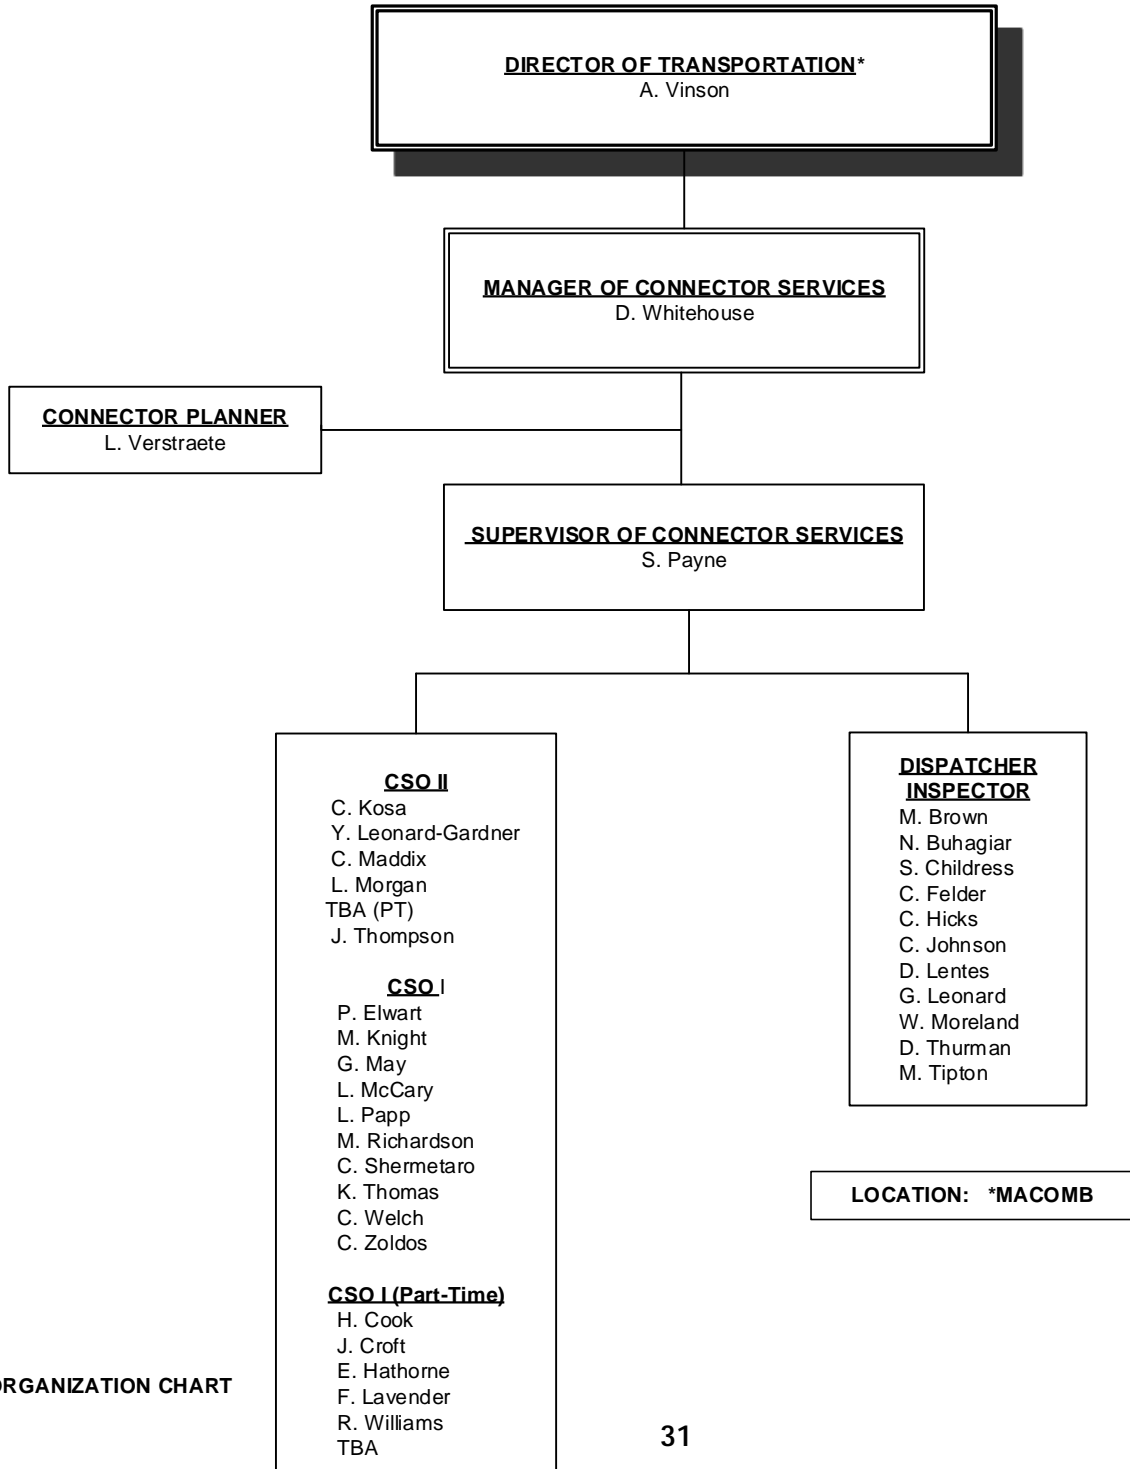 DIRECTOR OF TRANSPORTATION*
A. Vinson
MANAGER OF CONNECTOR SERVICES
D. Whitehouse
CONNECTOR PLANNER
L. Verstraete
SUPERVISOR OF CONNECTOR SERVICES
S. Payne
CSO II
C. Kosa
Y. Leonard-Gardner
C. Maddix
L. Morgan
TBA (PT)
J. Thompson
CSO I
P. Elwart
M. Knight
G. May
L. McCary
L. Papp
M. Richardson
C. Shermetaro
K. Thomas
C. Welch
C. Zoldos
CSO I (Part-Time)
H. Cook
J. Croft
E. Hathorne
F. Lavender
R. Williams
TBA
DISPATCHER
INSPECTOR
M. Brown
N. Buhagiar
S. Childress
C. Felder
C. Hicks
C. Johnson
D. Lentes
G. Leonard
W. Moreland
D. Thurman
M. Tipton
LOCATION: *MACOMB
ORGANIZATION CHART
31